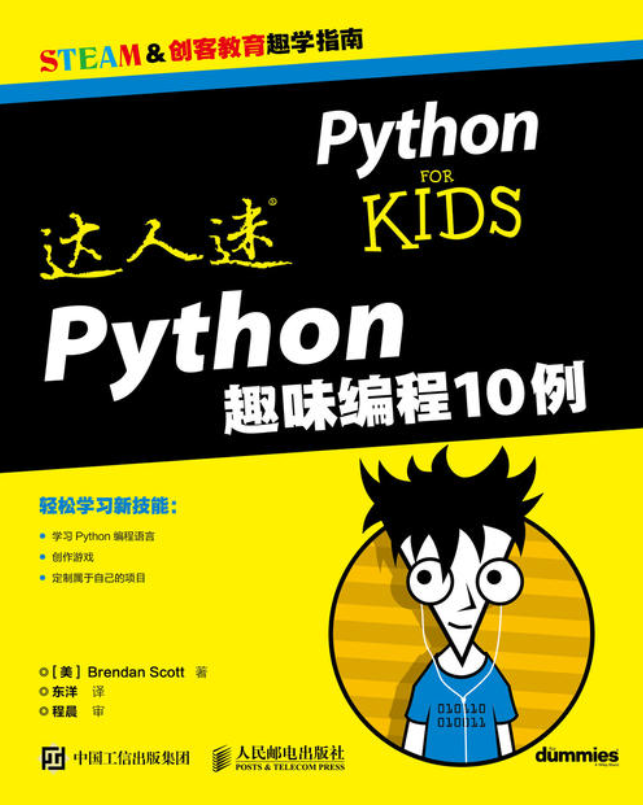 STEAM & 创客教育趣学指南
Python
FOR
KIDS
达人迷®
Python
趣味编程10例
轻松学习新技能：
• 学习 Python 编程语言
• 创作游戏
• 定制属于自己的项目
[美] Brendan Scott 著
东洋 译
程晨 审
010110
010011
中国工信出版集团
人民邮电出版社
POSTS & TELECOM PRESS
dummies